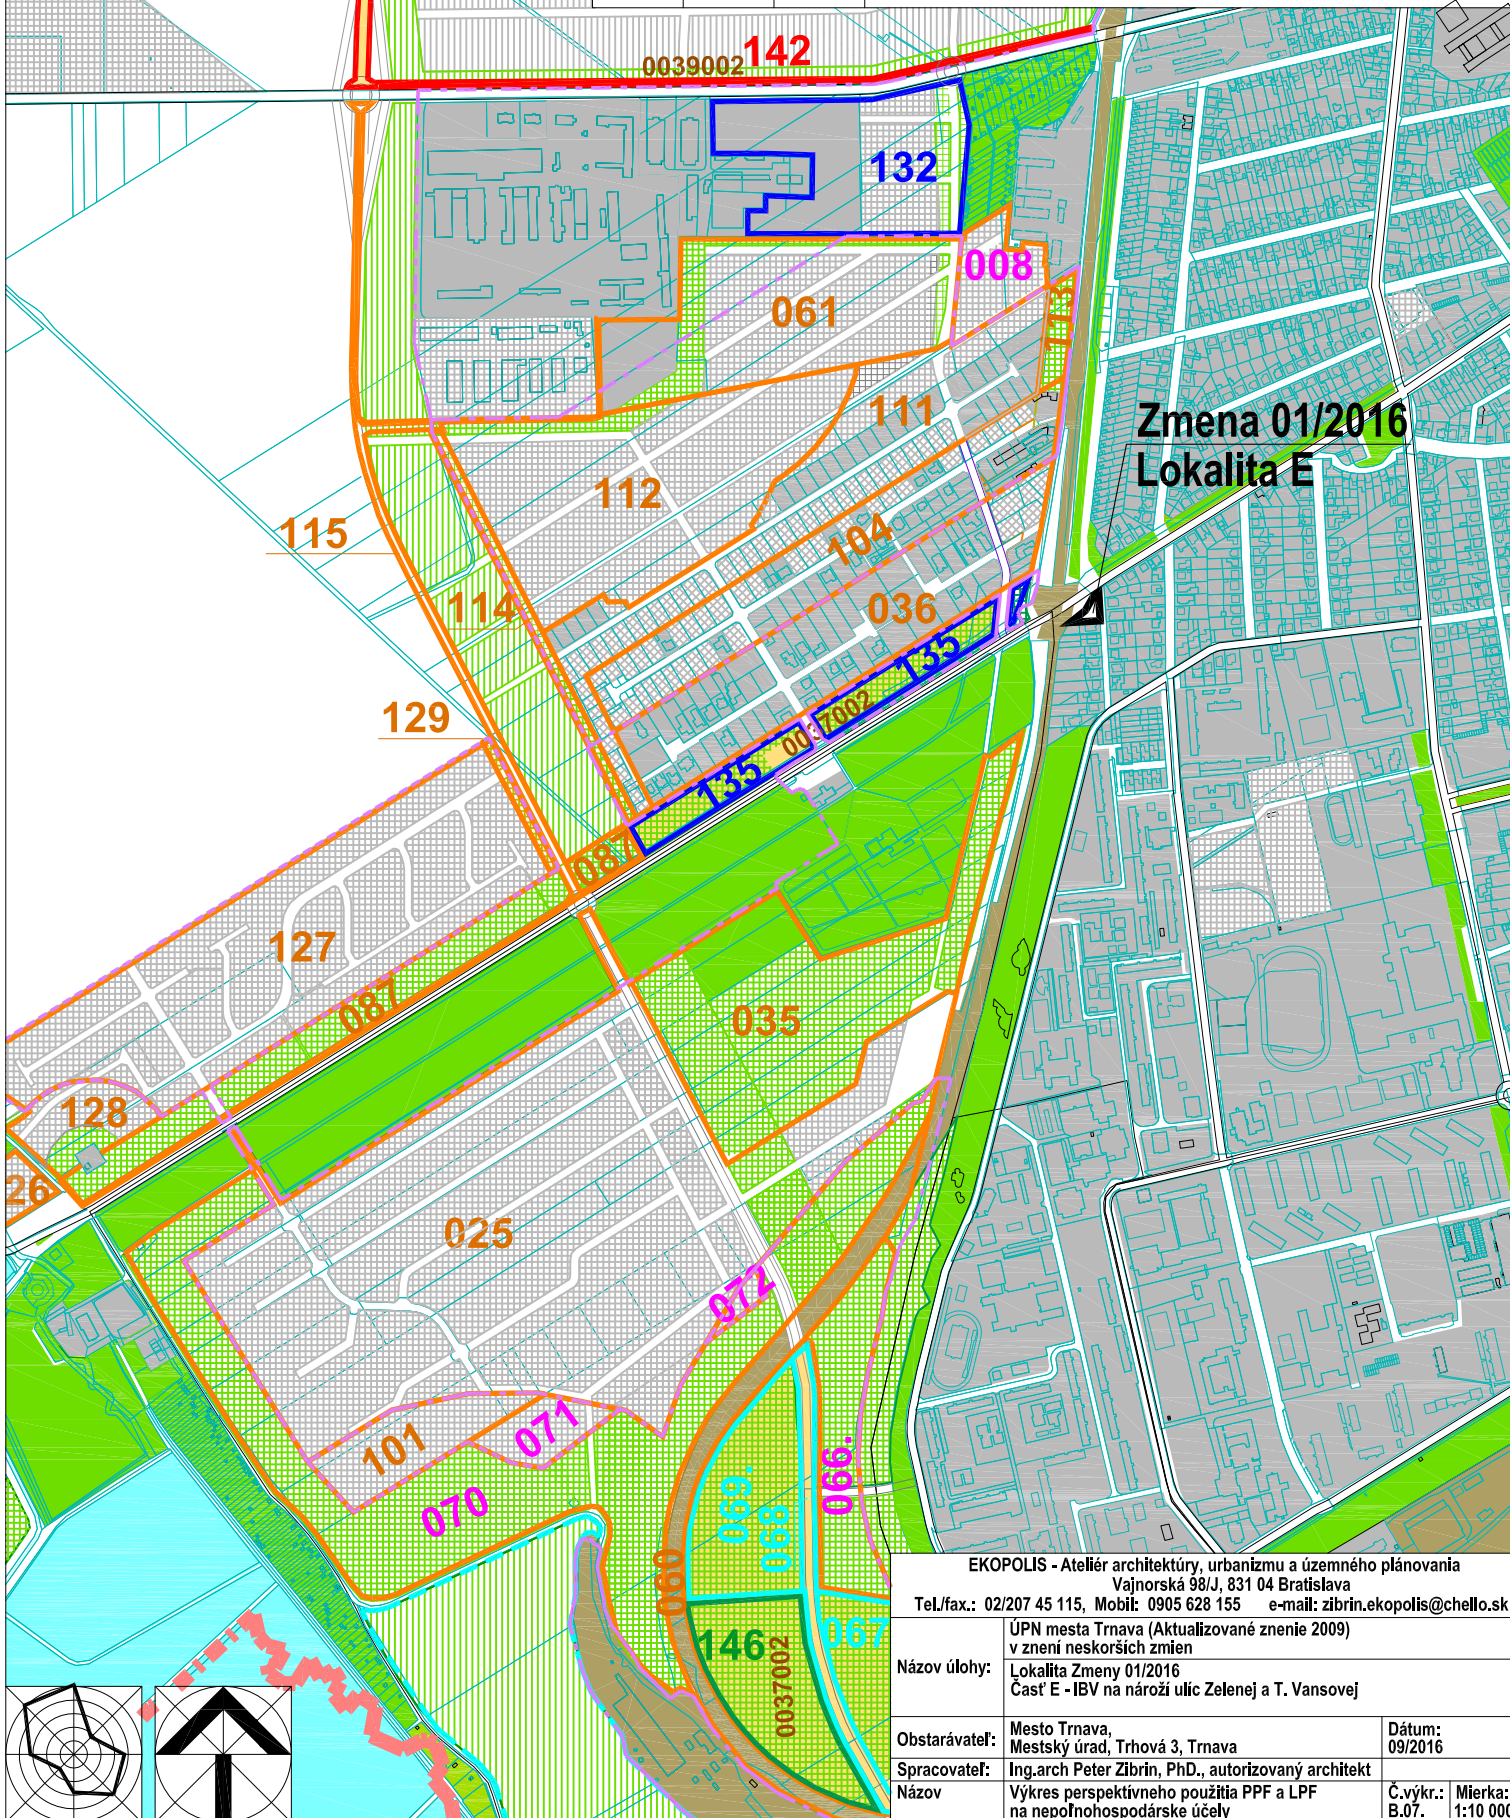 142
0039002
132
008
061
113
111
Zmena 01/2016
Lokalita E
112
115
104
114
036
135
0037002
129
135
087
127
087
035
128
26
025
072
071
101
070
066.
069.
068
060
067
146
0037002
EKOPOLIS - Ateliér architektúry, urbanizmu a územného plánovania
Vajnorská 98/J, 831 04 Bratislava
Tel./fax.: 02/207 45 115, Mobil: 0905 628 155 e-mail: zibrin.ekopolis@chello.sk
Názov úlohy:
ÚPN mesta Trnava (Aktualizované znenie 2009)
v znení neskorších zmien
Lokalita Zmeny 01/2016
Časť E - IBV na nároží ulíc Zelenej a T. Vansovej
Obstarávateľ:
Mesto Trnava,
Mestský úrad, Trhová 3, Trnava
Dátum:
09/2016
Spracovateľ:
Ing.arch Peter Zibrin, PhD., autorizovaný architekt
Názov
Výkres perspektívneho použitia PPF a LPF
na nepoľnohospodárske účely
Č.výkr.:
B.07.
Mierka:
1:10 000